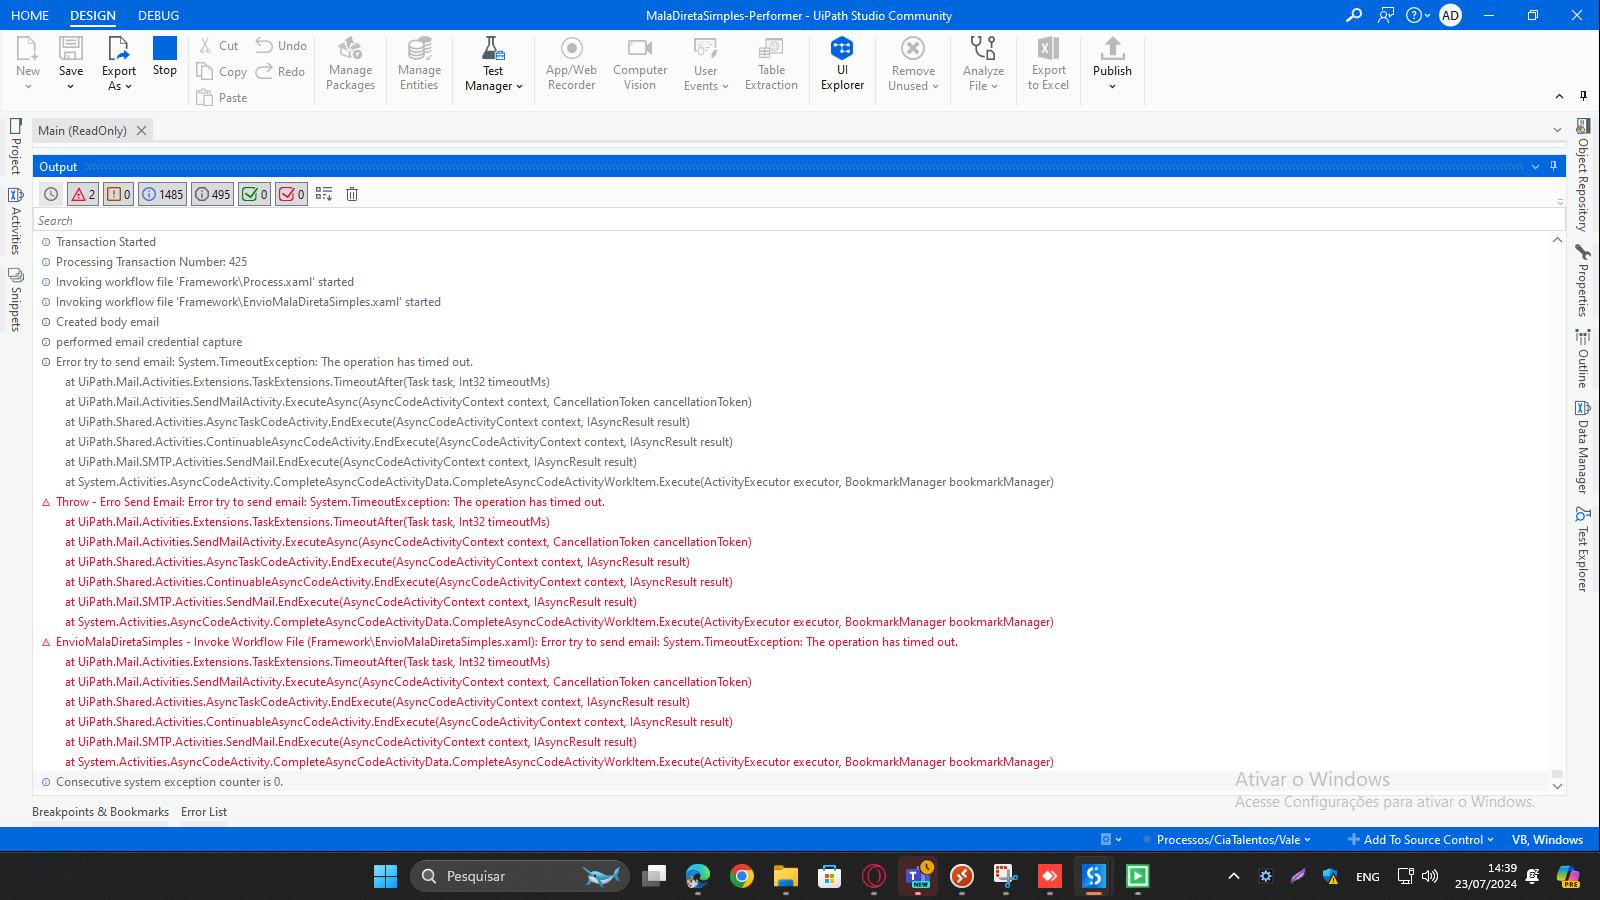 HOME DESIGN DEBUG MalaDiretaSimples-Performer - UiPath Studio Community AD
New Save Export As Stop Cut Copy Paste Undo Redo Manage Packages Manage Entities Test Manager App/Web Recorder Computer Vision User Events Table Extraction UI Explorer Remove Unused Analyze File Export to Excel Publish
Main (ReadOnly)
Project
Activities
Snippets
Output
2 0 1485 495 0 0
Search
Transaction Started
Processing Transaction Number: 425
Invoking workflow file 'Framework\Process.xaml' started
Invoking workflow file 'Framework\EnvioMalaDiretaSimples.xaml' started
Created body email
performed email credential capture
Error try to send email: System.TimeoutException: The operation has timed out.
at UiPath.Mail.Activities.Extensions.TaskExtensions.TimeoutAfter(Task task, Int32 timeoutMs)
at UiPath.Mail.Activities.SendMailActivity.ExecuteAsync(AsyncCodeActivityContext context, CancellationToken cancellationToken)
at UiPath.Shared.Activities.AsyncTaskCodeActivity.EndExecute(AsyncCodeActivityContext context, IAsyncResult result)
at UiPath.Shared.Activities.ContinuableAsyncCodeActivity.EndExecute(AsyncCodeActivityContext context, IAsyncResult result)
at UiPath.Mail.SMTP.Activities.SendMail.EndExecute(AsyncCodeActivityContext context, IAsyncResult result)
at System.Activities.AsyncCodeActivity.CompleteAsyncCodeActivityData.CompleteAsyncCodeActivityWorkItem.Execute(ActivityExecutor executor, BookmarkManager bookmarkManager)
Throw - Erro Send Email: Error try to send email: System.TimeoutException: The operation has timed out.
at UiPath.Mail.Activities.Extensions.TaskExtensions.TimeoutAfter(Task task, Int32 timeoutMs)
at UiPath.Mail.Activities.SendMailActivity.ExecuteAsync(AsyncCodeActivityContext context, CancellationToken cancellationToken)
at UiPath.Shared.Activities.AsyncTaskCodeActivity.EndExecute(AsyncCodeActivityContext context, IAsyncResult result)
at UiPath.Shared.Activities.ContinuableAsyncCodeActivity.EndExecute(AsyncCodeActivityContext context, IAsyncResult result)
at UiPath.Mail.SMTP.Activities.SendMail.EndExecute(AsyncCodeActivityContext context, IAsyncResult result)
at System.Activities.AsyncCodeActivity.CompleteAsyncCodeActivityData.CompleteAsyncCodeActivityWorkItem.Execute(ActivityExecutor executor, BookmarkManager bookmarkManager)
EnvioMalaDiretaSimples - Invoke Workflow File (Framework\EnvioMalaDiretaSimples.xaml): Error try to send email: System.TimeoutException: The operation has timed out.
at UiPath.Mail.Activities.Extensions.TaskExtensions.TimeoutAfter(Task task, Int32 timeoutMs)
at UiPath.Mail.Activities.SendMailActivity.ExecuteAsync(AsyncCodeActivityContext context, CancellationToken cancellationToken)
at UiPath.Shared.Activities.AsyncTaskCodeActivity.EndExecute(AsyncCodeActivityContext context, IAsyncResult result)
at UiPath.Shared.Activities.ContinuableAsyncCodeActivity.EndExecute(AsyncCodeActivityContext context, IAsyncResult result)
at UiPath.Mail.SMTP.Activities.SendMail.EndExecute(AsyncCodeActivityContext context, IAsyncResult result)
at System.Activities.AsyncCodeActivity.CompleteAsyncCodeActivityData.CompleteAsyncCodeActivityWorkItem.Execute(ActivityExecutor executor, BookmarkManager bookmarkManager)
Consecutive system exception counter is 0.
Object Repository
Properties
Outline
Data Manager
Test Explorer
Ativar o Windows
Acesse Configurações para ativar o Windows.
Breakpoints & Bookmarks Error List
Processos/CiaTalentos/Vale Add To Source Control VB, Windows
Pesquisar NEW ENG 14:39 PRE
23/07/2024